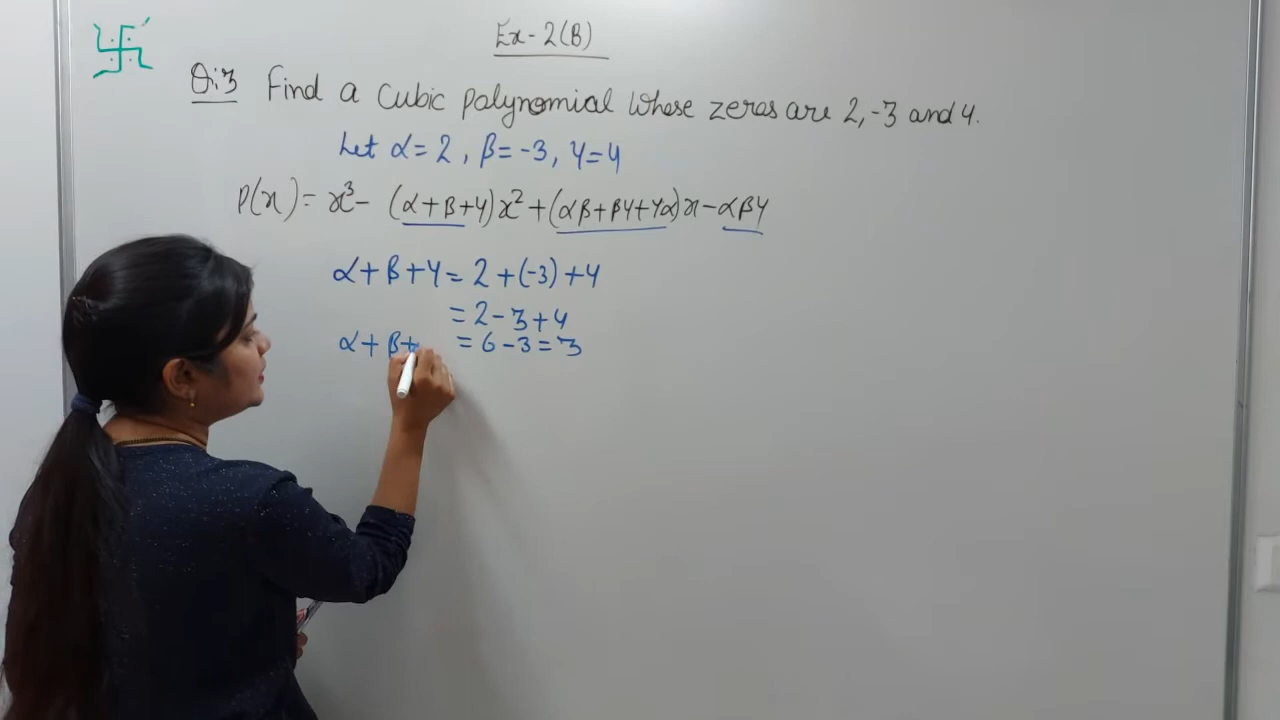 Ex-2(B)
Q:3 Find a cubic polynomial whose zeros are 2, -3 and 4.
Let α = 2, β = -3, γ = 4
P(x) = x³ - (α+β+γ)x² + (αβ+βγ+γα)x - αβγ
α+β+γ = 2+(-3)+4
= 2-3+4
α+β+ = 6-3=3